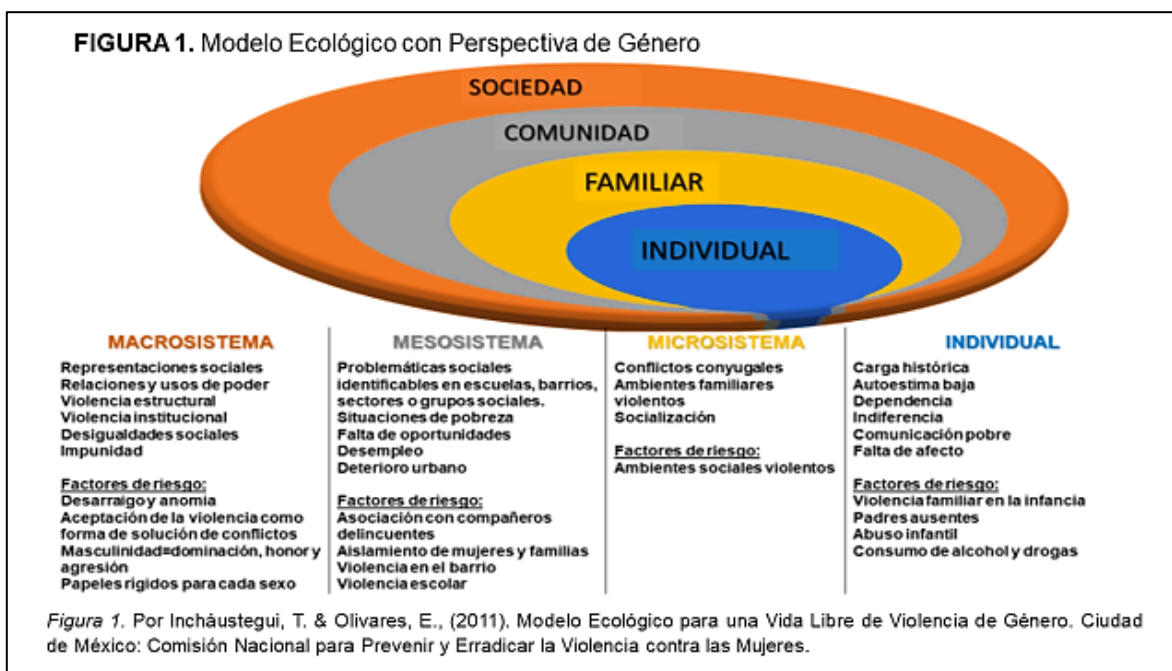 FIGURA 1. Modelo Ecológico con Perspectiva de Género
SOCIEDAD
COMUNIDAD
FAMILIAR
INDIVIDUAL
MACROSISTEMA
Representaciones sociales
Relaciones y usos de poder
Violencia estructural
Violencia institucional
Desigualdades sociales
Impunidad
Factores de riesgo:
Desarraigo y anomia
Aceptación de la violencia como
forma de solución de conflictos
Masculinidad=dominación, honor y
agresión
Papeles rígidos para cada sexo
MESOSISTEMA
Problemáticas sociales
identificables en escuelas, barrios,
sectores o grupos sociales.
Situaciones de pobreza
Falta de oportunidades
Desempleo
Deterioro urbano
Factores de riesgo:
Asociación con compañeros
delincuentes
Aislamiento de mujeres y familias
Violencia en el barrio
Violencia escolar
MICROSISTEMA
Conflictos conyugales
Ambientes familiares
violentos
Socialización
Factores de riesgo:
Ambientes sociales violentos
INDIVIDUAL
Carga histórica
Autoestima baja
Dependencia
Indiferencia
Comunicación pobre
Falta de afecto
Factores de riesgo:
Violencia familiar en la infancia
Padres ausentes
Abuso infantil
Consumo de alcohol y drogas
Figura 1. Por Incháustegui, T. & Olivares, E., (2011). Modelo Ecológico para una Vida Libre de Violencia de Género. Ciudad
de México: Comisión Nacional para Prevenir y Erradicar la Violencia contra las Mujeres.